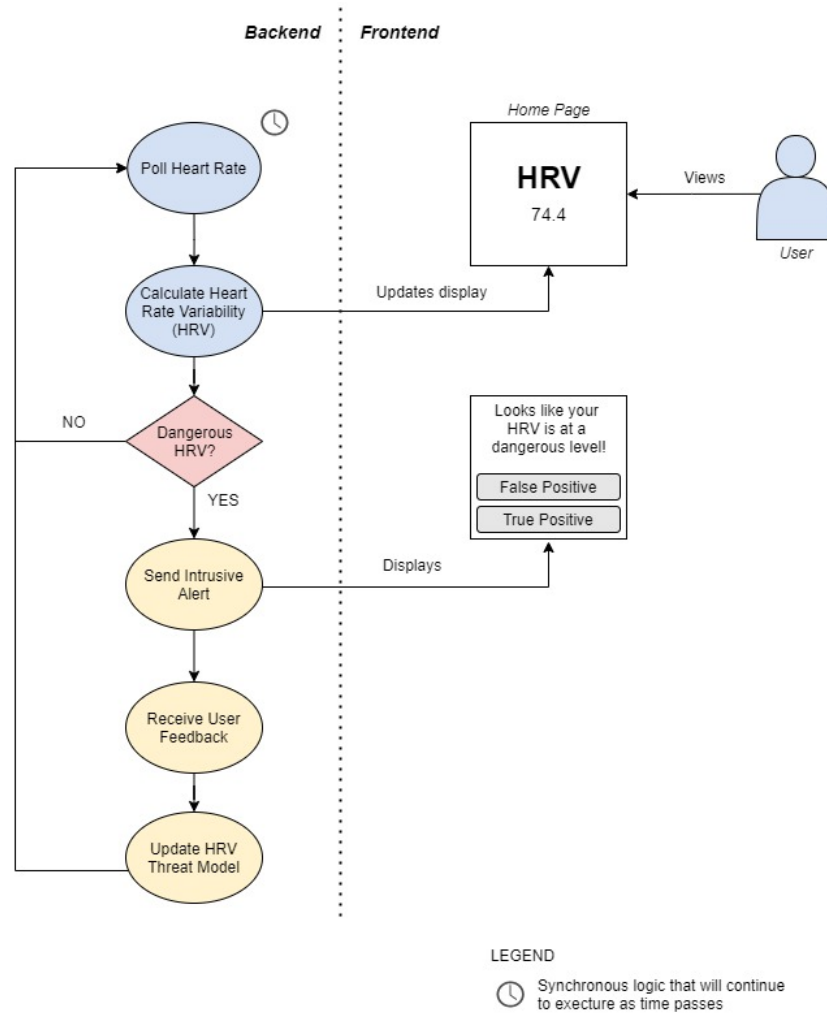 Backend
Frontend
Home Page
Poll Heart Rate
HRV
74.4
Views
User
Calculate Heart
Rate Variability
(HRV)
Updates display
NO
Dangerous
HRV?
Looks like your
HRV is at a
dangerous level!
False Positive
True Positive
YES
Send Intrusive
Alert
Displays
Receive User
Feedback
Update HRV
Threat Model
LEGEND
Synchronous logic that will continue
to execture as time passes